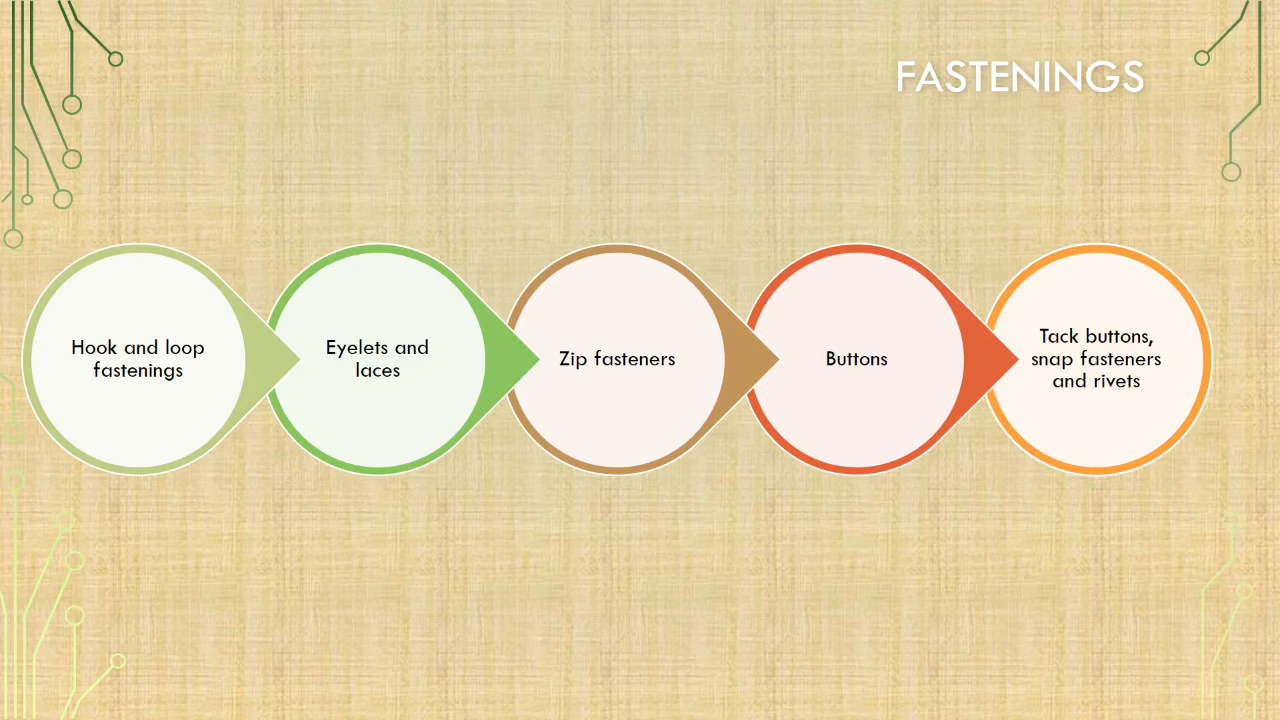 FASTENINGS
Hook and loop
fastenings
Eyelets and
laces
Zip fasteners
Buttons
Tack buttons,
snap fasteners
and rivets